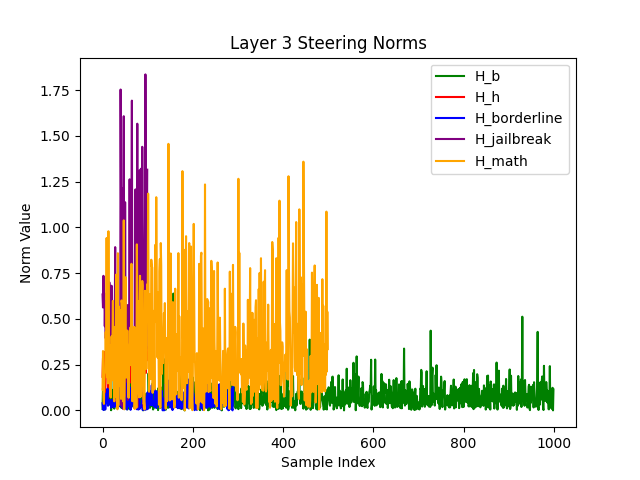 Layer 3 Steering Norms
H_b
H_h
H_borderline
H_jailbreak
H_math
Norm Value
1.75
1.50
1.25
1.00
0.75
0.50
0.25
0.00
0 200 400 600 800 1000
Sample Index